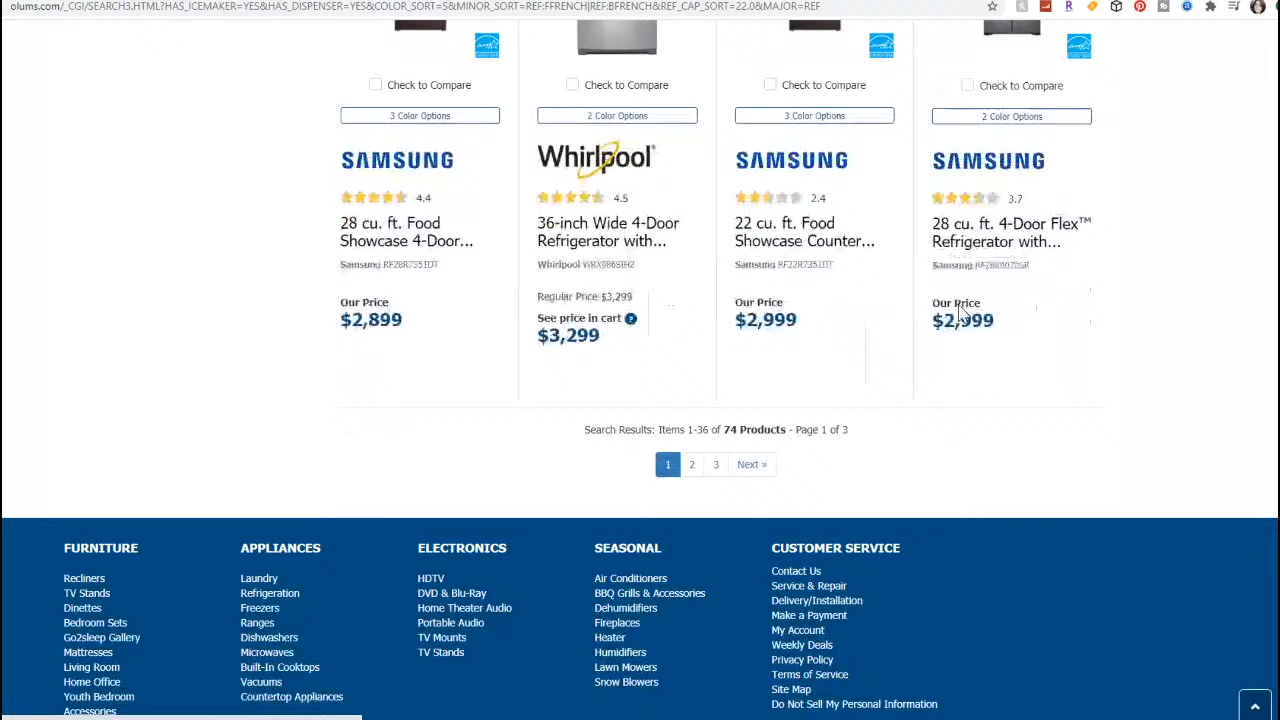 olums.com/_CGI/SEARCH3.HTML?HAS_ICEMAKER=YES&HAS_DISPENSER=YES&COLOR_SORT=S&MINOR_SORT=REF:FFRENCH|REF:BFRENCH&REF_CAP_SORT=22.0&MAJOR=REF
Check to Compare Check to Compare Check to Compare Check to Compare
3 Color Options 2 Color Options 3 Color Options 2 Color Options
SAMSUNG Whirlpool SAMSUNG SAMSUNG
4.4 4.5 2.4 3.7
28 cu. ft. Food 36-inch Wide 4-Door 22 cu. ft. Food 28 cu. ft. 4-Door Flex™
Showcase 4-Door... Refrigerator with... Showcase Counter... Refrigerator with...
Samsung Whirlpool Samsung Samsung
Regular Price $3,299
Our Price See price in cart ? Our Price Our Price
$2,899 $3,299 $2,999 $2,999
Search Results: Items 1-36 of 74 Products - Page 1 of 3
1 2 3 Next »
FURNITURE APPLIANCES ELECTRONICS SEASONAL CUSTOMER SERVICE
Recliners Laundry HDTV Air Conditioners Contact Us
TV Stands Refrigeration DVD & Blu-Ray BBQ Grills & Accessories Service & Repair
Dinettes Freezers Home Theater Audio Dehumidifiers Delivery/Installation
Bedroom Sets Ranges Portable Audio Fireplaces Make a Payment
Go2sleep Gallery Dishwashers TV Mounts Heater My Account
Mattresses Microwaves TV Stands Humidifiers Weekly Deals
Living Room Built-In Cooktops Lawn Mowers Privacy Policy
Home Office Vacuums Snow Blowers Terms of Service
Youth Bedroom Countertop Appliances Site Map
Accessories Do Not Sell My Personal Information